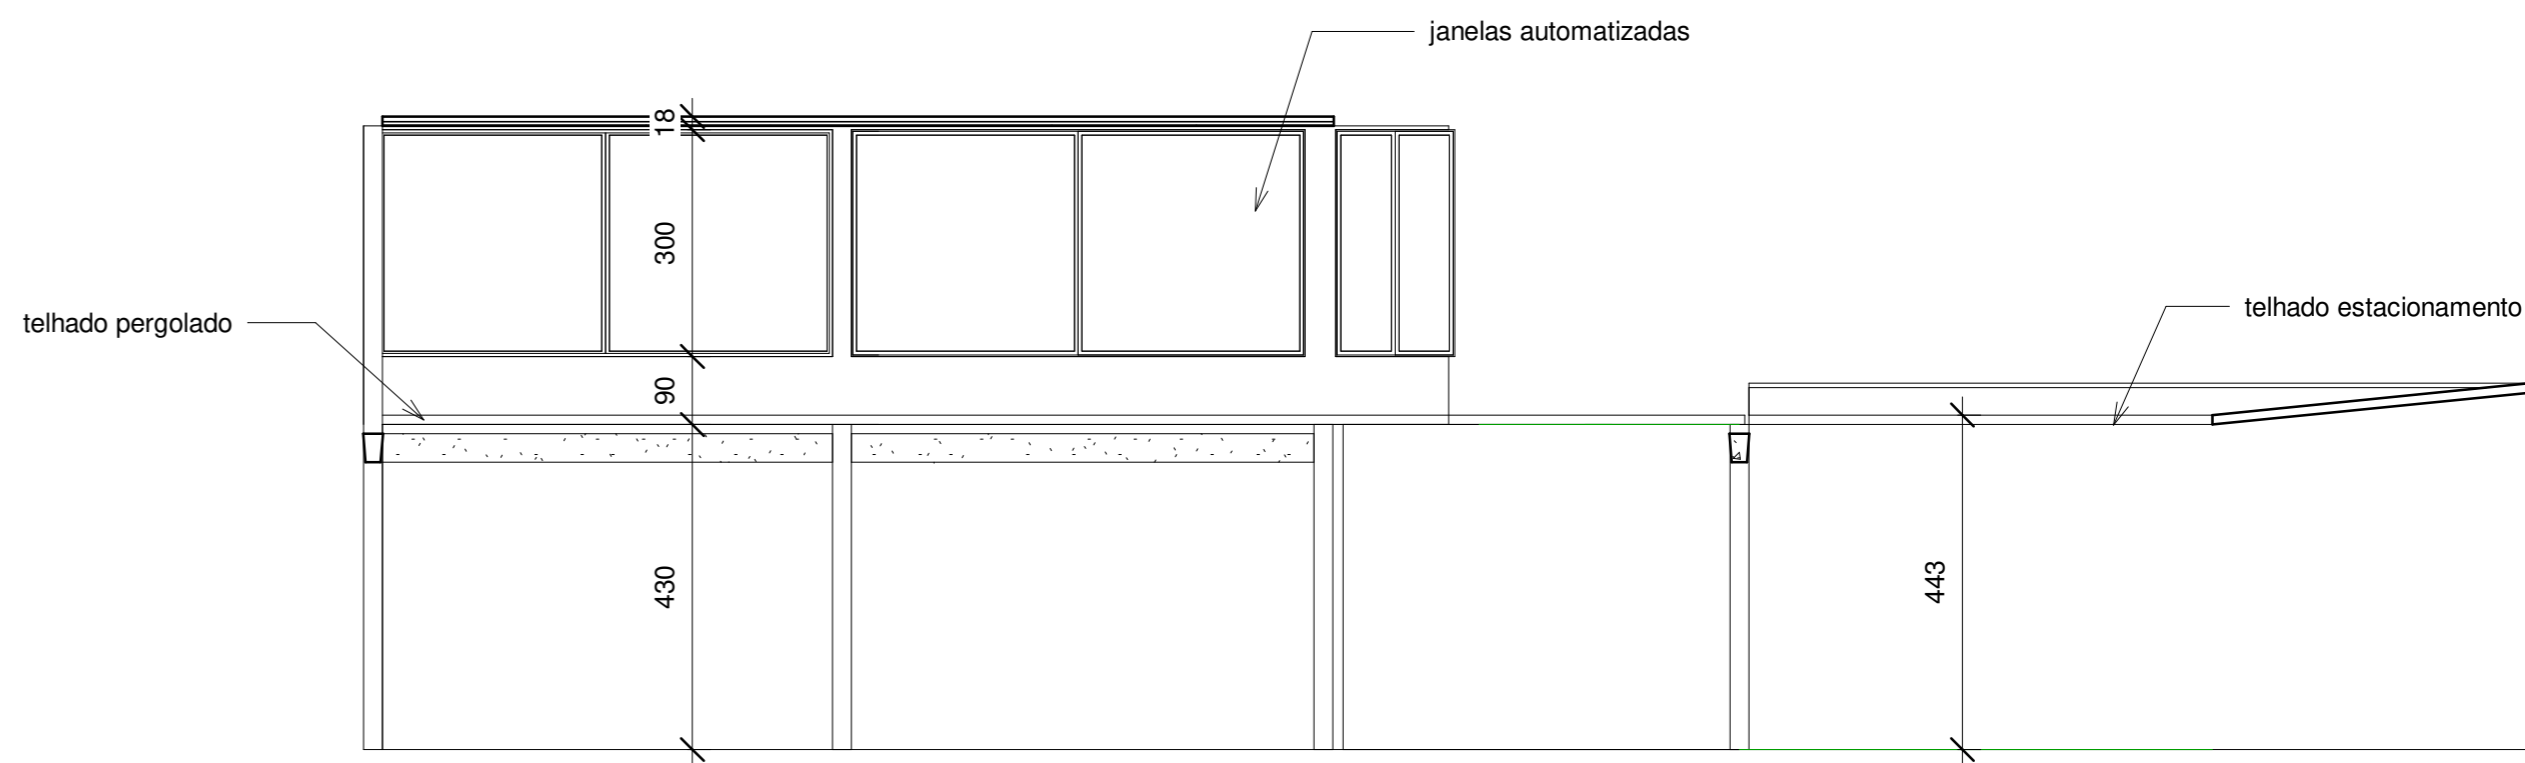 janelas automatizadas
18
300
telhado pergolado
telhado estacionamento
90
430
443